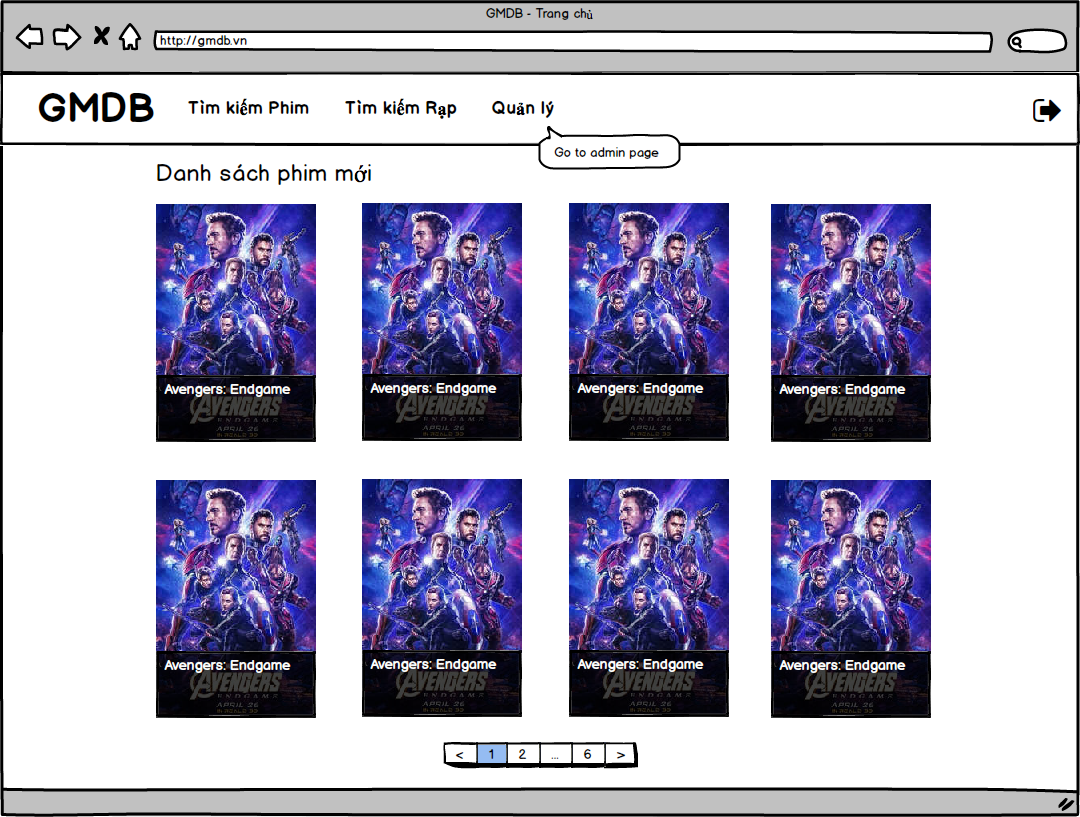 GMDB - Trang chủ
http://gmdb.vn
GMDB Tìm kiếm Phim Tìm kiếm Rạp Quản lý
Go to admin page
Danh sách phim mới
Avengers: Endgame Avengers: Endgame Avengers: Endgame Avengers: Endgame
AVENGERS AVENGERS AVENGERS AVENGERS
ENDGAME ENDGAME ENDGAME ENDGAME
APRIL 26 APRIL 26 APRIL 26 APRIL 26
Avengers: Endgame Avengers: Endgame Avengers: Endgame Avengers: Endgame
AVENGERS AVENGERS AVENGERS AVENGERS
ENDGAME ENDGAME ENDGAME ENDGAME
APRIL 26 APRIL 26 APRIL 26 APRIL 26
< 1 2 ... 6 >